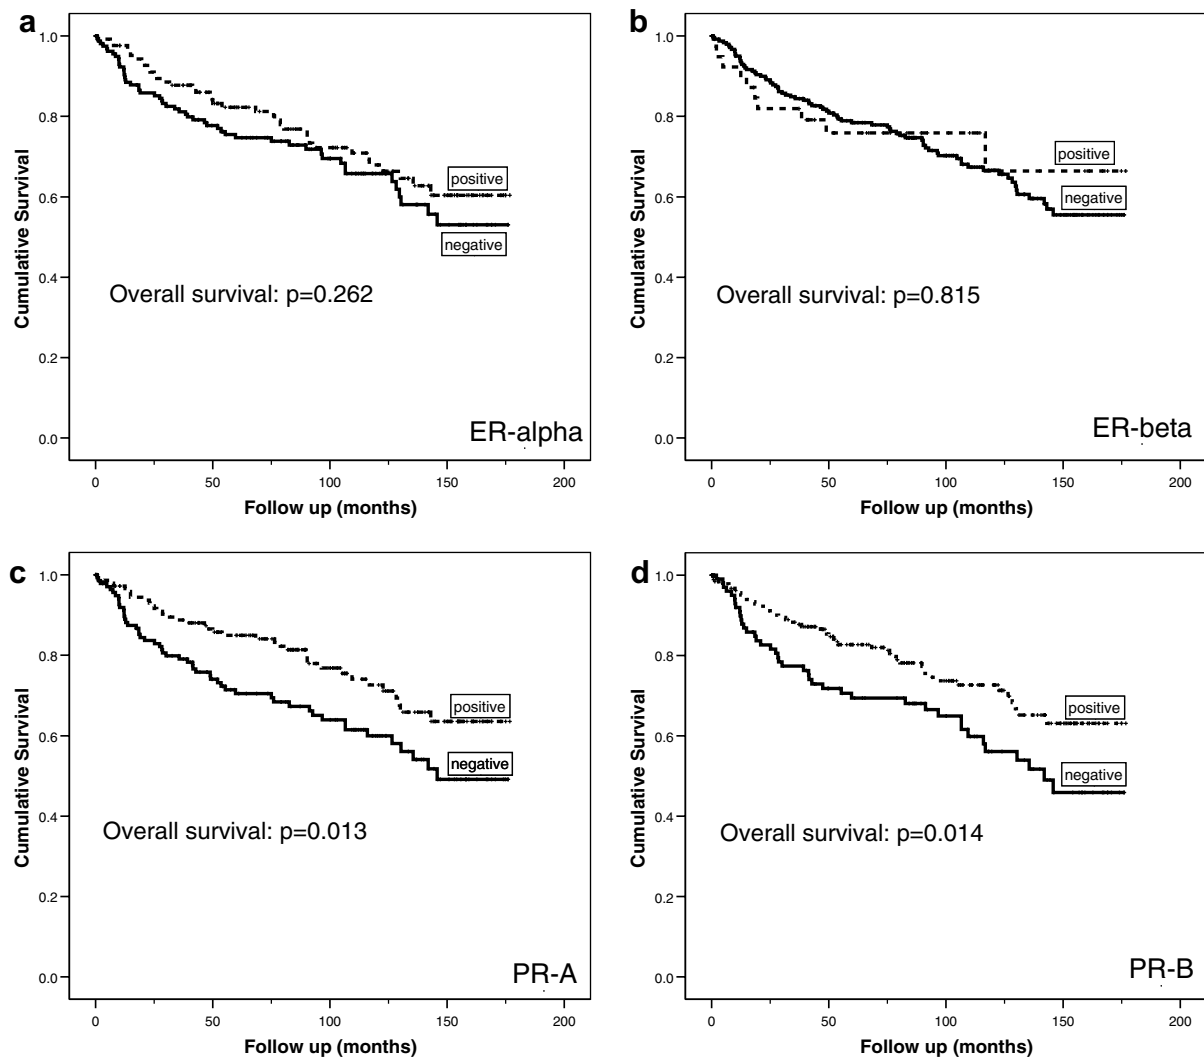 a
1.0
0.8
0.6
0.4
0.2
0.0
Cumulative Survival
positive
negative
Overall survival: p=0.262
ER-alpha
0 50 100 150 200
Follow up (months)
b
1.0
0.8
0.6
0.4
0.2
0.0
Cumulative Survival
positive
negative
Overall survival: p=0.815
ER-beta
0 50 100 150 200
Follow up (months)
c
1.0
0.8
0.6
0.4
0.2
0.0
Cumulative Survival
positive
negative
Overall survival: p=0.013
PR-A
0 50 100 150 200
Follow up (months)
d
1.0
0.8
0.6
0.4
0.2
0.0
Cumulative Survival
positive
negative
Overall survival: p=0.014
PR-B
0 50 100 150 200
Follow up (months)